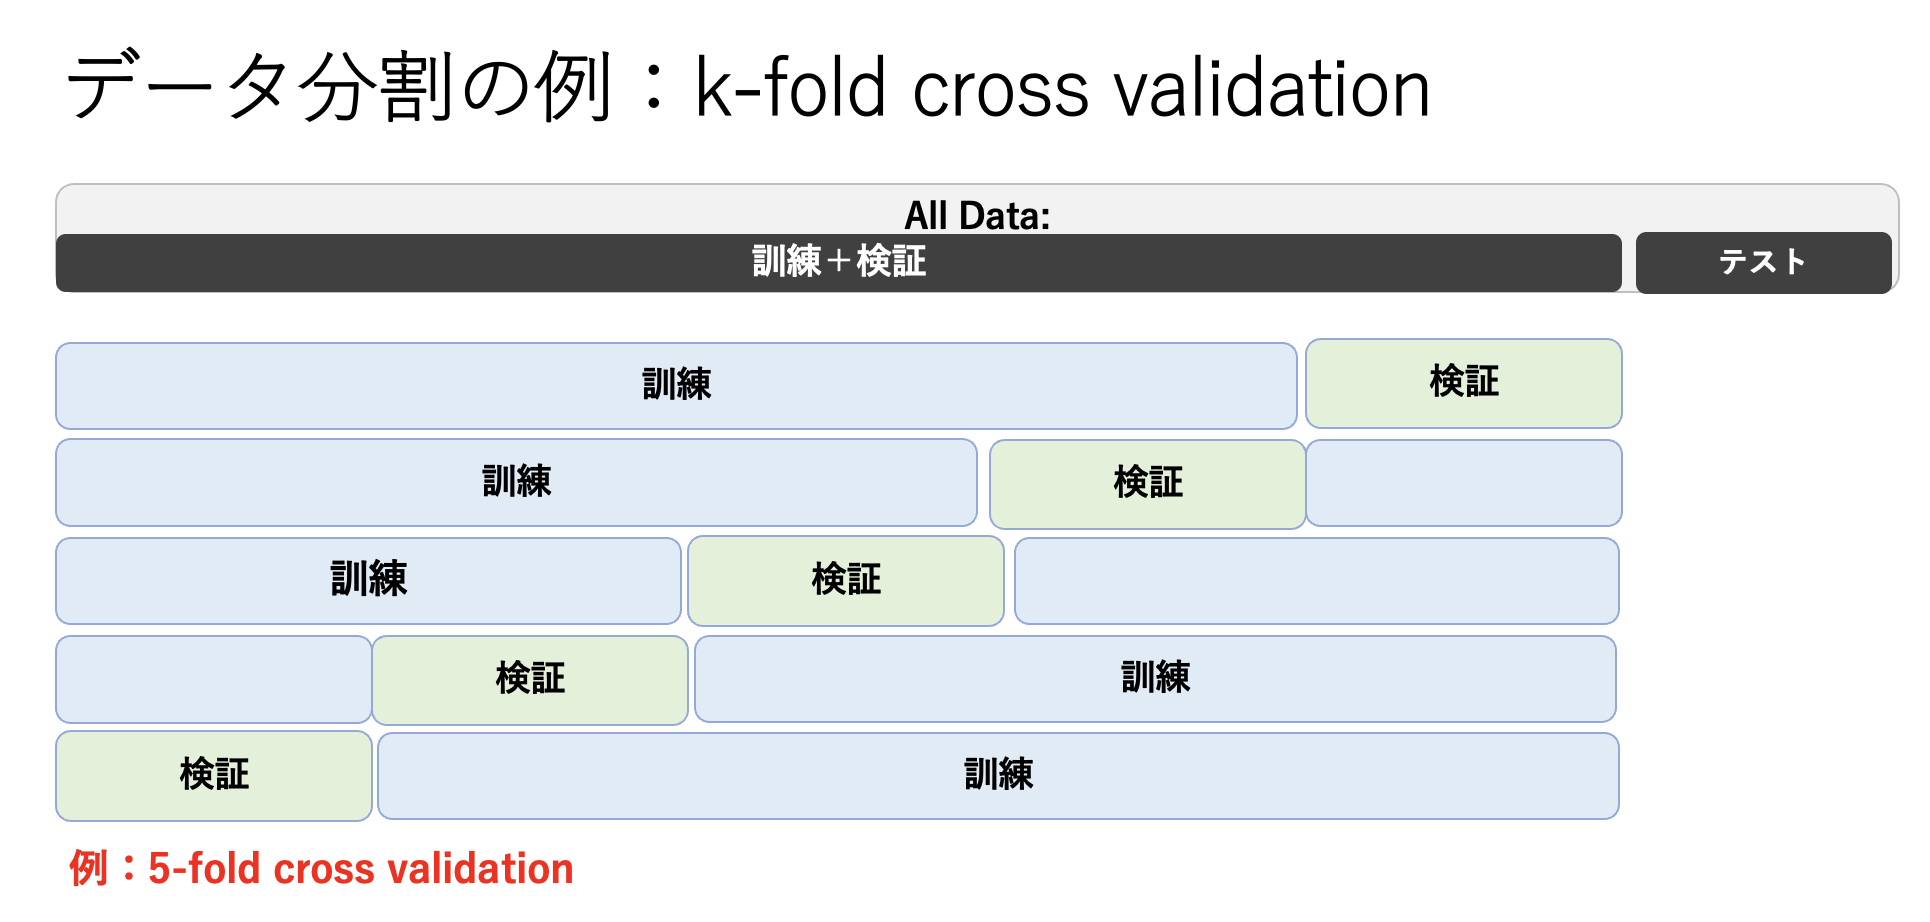 データ分割の例：k-fold cross validation
All Data:
訓練＋検証 テスト
訓練 検証
訓練 検証
訓練 検証
検証 訓練
検証 訓練
例：5-fold cross validation